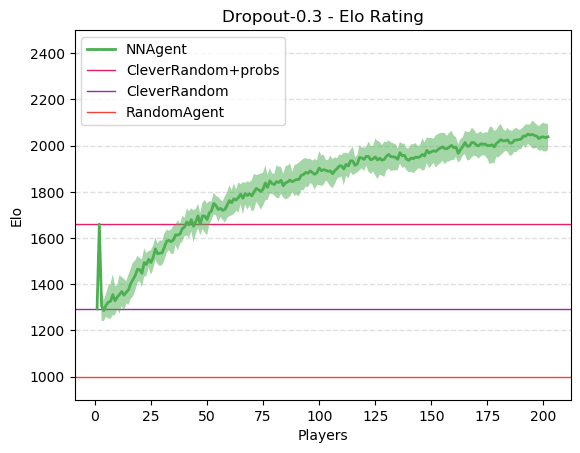 Dropout-0.3 - Elo Rating
NNAgent
CleverRandom+probs
CleverRandom
RandomAgent
2400
2200
2000
1800
1600
1400
1200
1000
Elo
0 25 50 75 100 125 150 175 200
Players